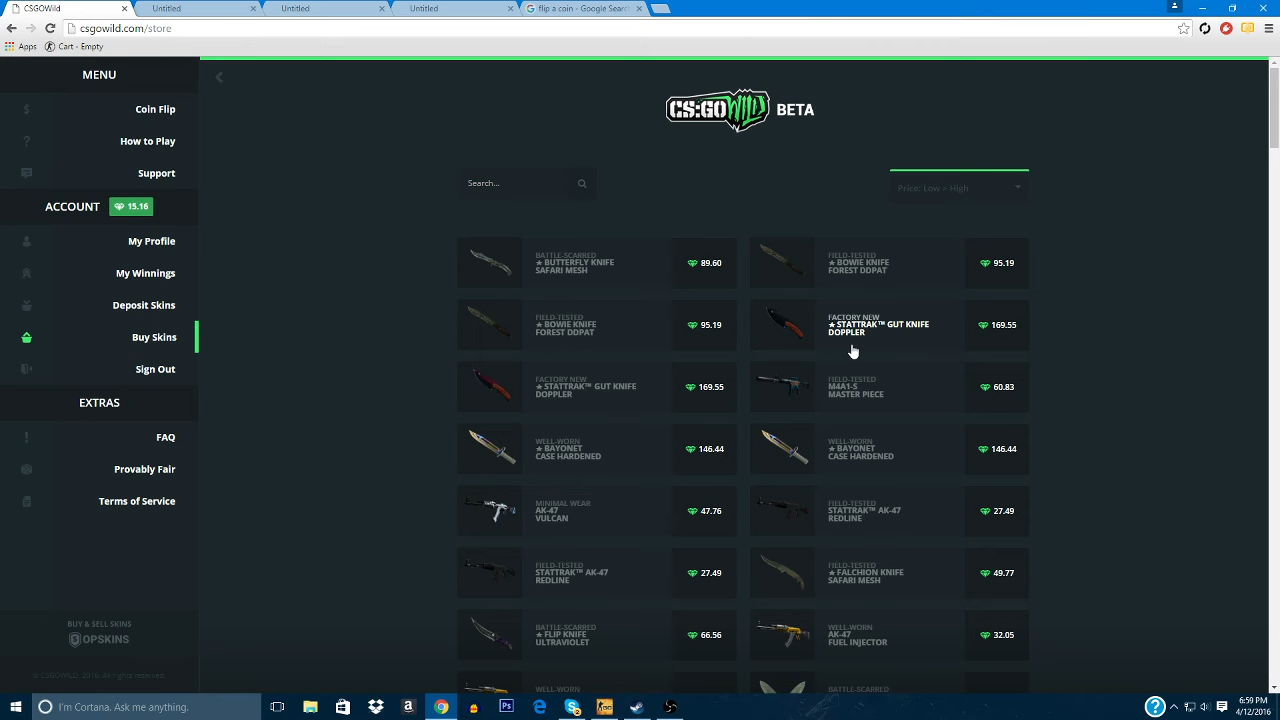 CSGOWild
Untitled
Untitled
Untitled
flip a coin - Google Search
csgowild.com/store
Apps
Cart - Empty
MENU
Coin Flip
How to Play
Support
ACCOUNT 15.16
My Profile
My Winnings
Deposit Skins
Buy Skins
Sign Out
EXTRAS
FAQ
Provably Fair
Terms of Service
BUY & SELL SKINS
OPSKINS
© CSGOWILD, 2016. All rights reserved.
CS:GO WILD BETA
Search...
Price: Low > High
BATTLE-SCARRED
★ BUTTERFLY KNIFE
SAFARI MESH
89.60
FIELD-TESTED
★ BOWIE KNIFE
FOREST DDPAT
95.19
FIELD-TESTED
★ BOWIE KNIFE
FOREST DDPAT
95.19
FACTORY NEW
★ STATTRAK™ GUT KNIFE
DOPPLER
169.55
FACTORY NEW
★ STATTRAK™ GUT KNIFE
DOPPLER
169.55
FIELD-TESTED
M4A1-S
MASTER PIECE
60.83
WELL-WORN
★ BAYONET
CASE HARDENED
146.44
WELL-WORN
★ BAYONET
CASE HARDENED
146.44
MINIMAL WEAR
AK-47
VULCAN
47.76
FIELD-TESTED
STATTRAK™ AK-47
REDLINE
27.49
FIELD-TESTED
STATTRAK™ AK-47
REDLINE
27.49
FIELD-TESTED
★ FALCHION KNIFE
SAFARI MESH
49.77
BATTLE-SCARRED
★ FLIP KNIFE
ULTRAVIOLET
66.56
WELL-WORN
AK-47
FUEL INJECTOR
32.05
WELL-WORN
BATTLE-SCARRED
I'm Cortana. Ask me anything.
6:59 PM
4/12/2016